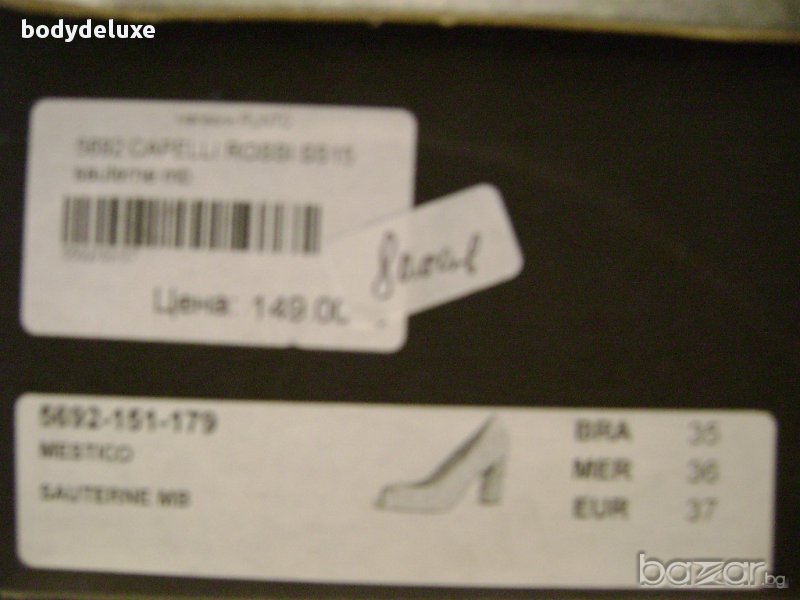 bodydeluxe
5692 CAPELLI ROSSI SS15
sauterne mb
Цена: 149.00
5692-151-179
MESTICO
SAUTERNE MB
BRA 35
MER 36
EUR 37
bazar.bg